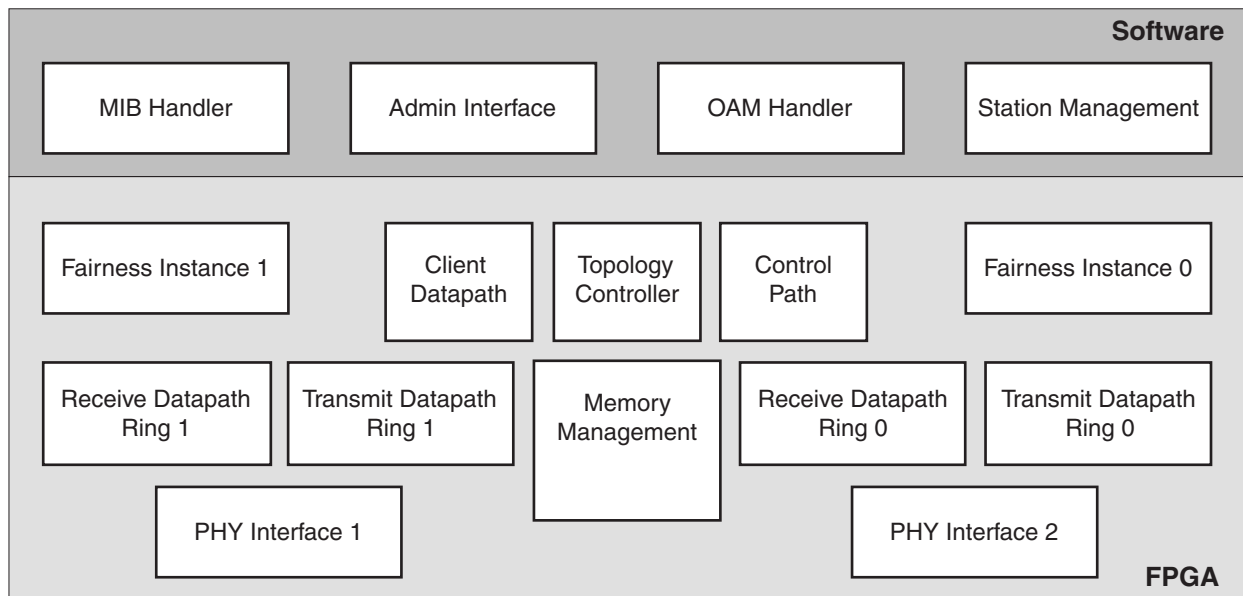 Software
MIB Handler
Admin Interface
OAM Handler
Station Management
Fairness Instance 1
Client
Datapath
Topology
Controller
Control
Path
Fairness Instance 0
Receive Datapath
Ring 1
Transmit Datapath
Ring 1
Memory
Management
Receive Datapath
Ring 0
Transmit Datapath
Ring 0
PHY Interface 1
PHY Interface 2
FPGA